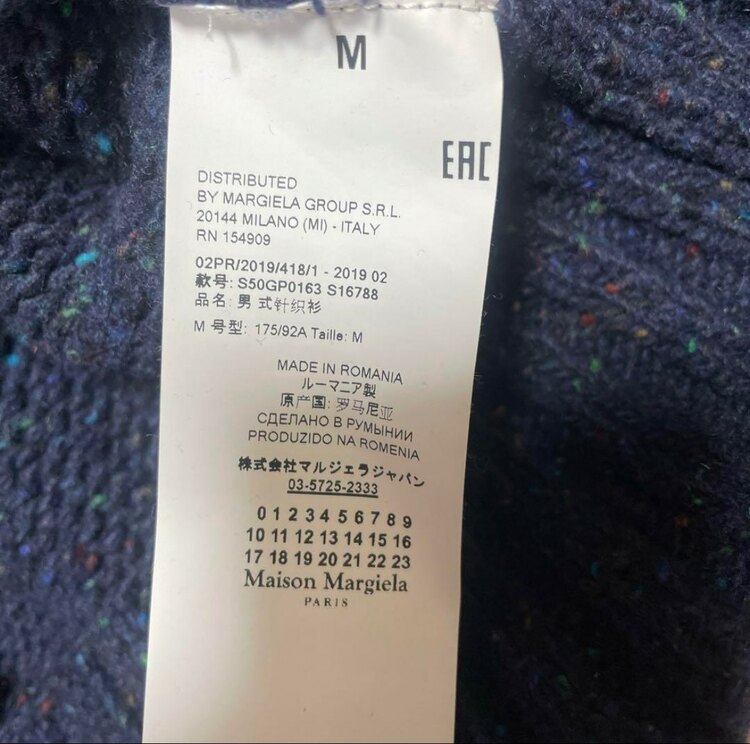 M
EAC
DISTRIBUTED
BY MARGIELA GROUP S.R.L.
20144 MILANO (MI) - ITALY
RN 154909
02PR/2019/418/1 - 2019 02
款号: S50GP0163 S16788
品名: 男 式针织衫
M 号型: 175/92A Taille: M
MADE IN ROMANIA
ルーマニア製
原产国: 罗马尼亚
СДЕЛАНО В РУМЫНИИ
PRODUZIDO NA ROMENIA
株式会社マルジェラジャパン
03-5725-2333
0 1 2 3 4 5 6 7 8 9
10 11 12 13 14 15 16
17 18 19 20 21 22 23
Maison Margiela
PARIS